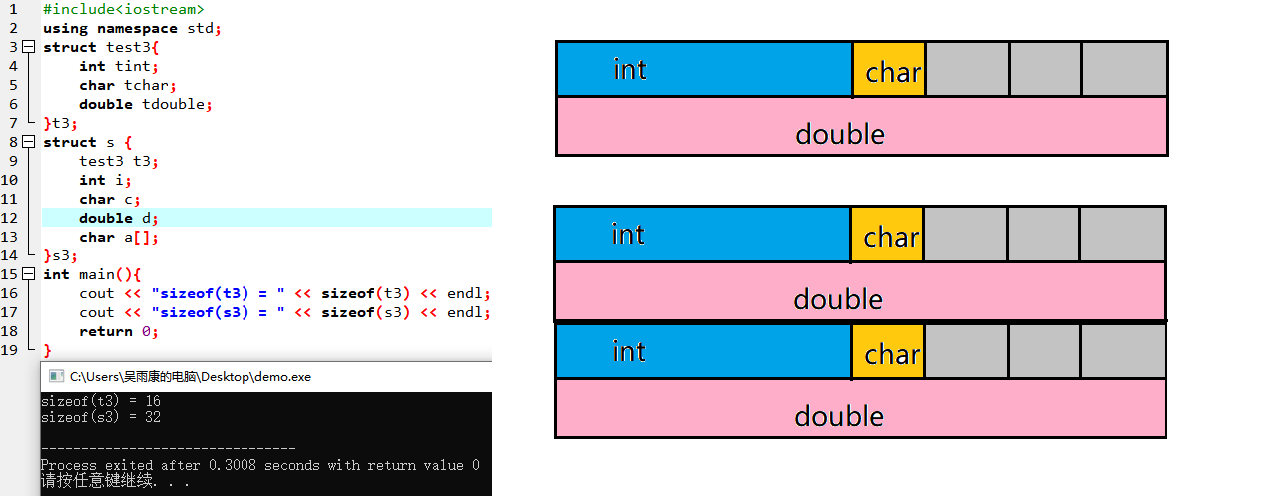 1 #include<iostream>
2 using namespace std;
3 struct test3{
4     int tint;
5     char tchar;
6     double tdouble;
7 }t3;
8 struct s {
9     test3 t3;
10     int i;
11     char c;
12     double d;
13     char a[];
14 }s3;
15 int main(){
16     cout << "sizeof(t3) = " << sizeof(t3) << endl;
17     cout << "sizeof(s3) = " << sizeof(s3) << endl;
18     return 0;
19 }
C:\Users\吴雨康的电脑\Desktop\demo.exe
sizeof(t3) = 16
sizeof(s3) = 32
--------------------------------
Process exited after 0.3008 seconds with return value 0
请按任意键继续. . .
int char
double
int char
double
int char
double